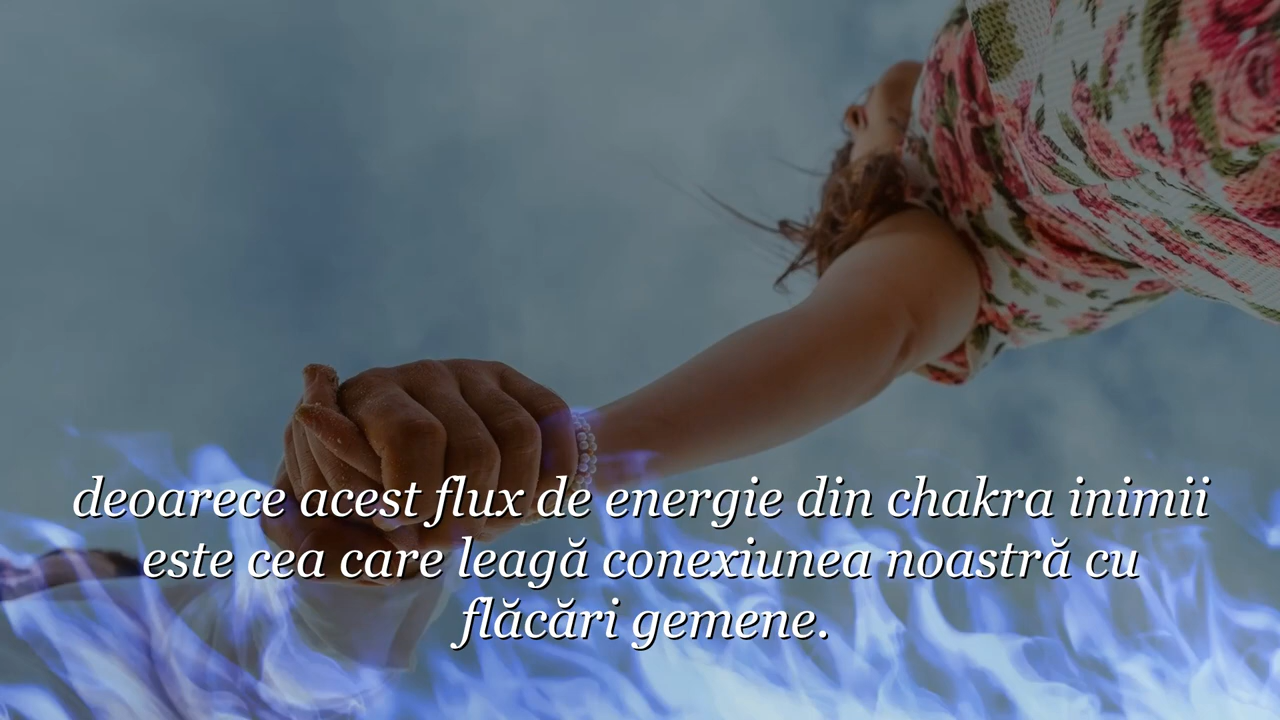 deoarece acest flux de energie din chakra inimii
este cea care leagă conexiunea noastră cu
flăcări gemene.